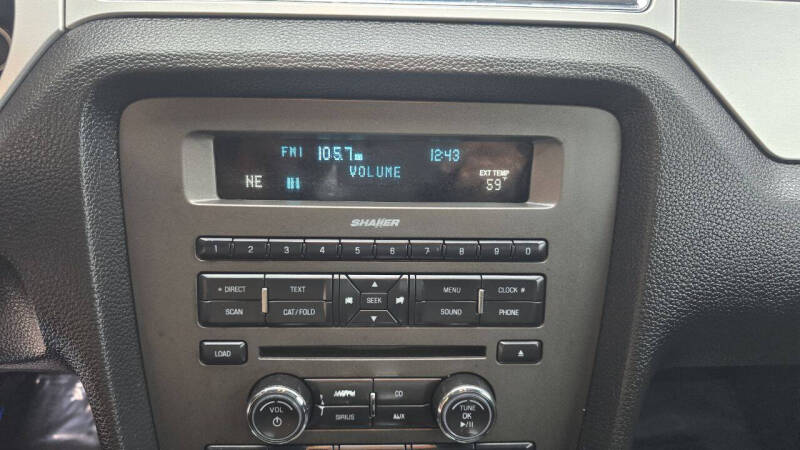 FM1 105.7 12:43
VOLUME
NE EXT TEMP
59°F
SHAKER
1 2 3 4 5 6 7 8 9 0
* DIRECT TEXT MENU CLOCK #
SEEK
SCAN CAT/FOLD SOUND PHONE
LOAD
CD
VOL TUNE
SIRIUS AUX OK